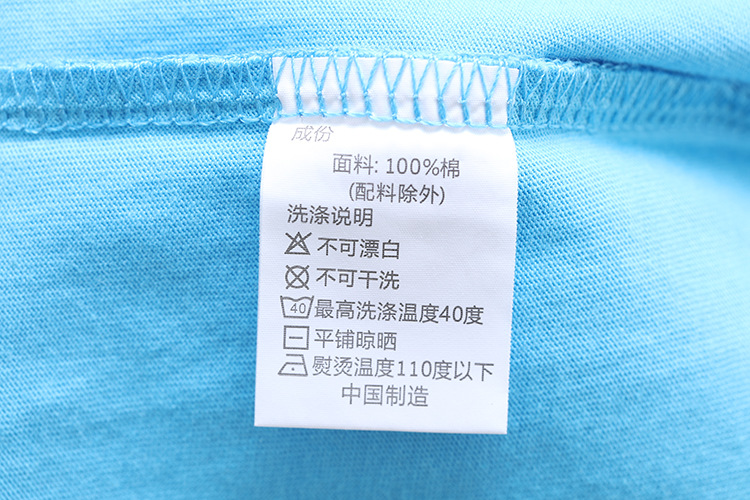 成份
面料: 100%棉
(配料除外)
洗涤说明
不可漂白
不可干洗
40 最高洗涤温度40度
平铺晾晒
熨烫温度110度以下
中国制造